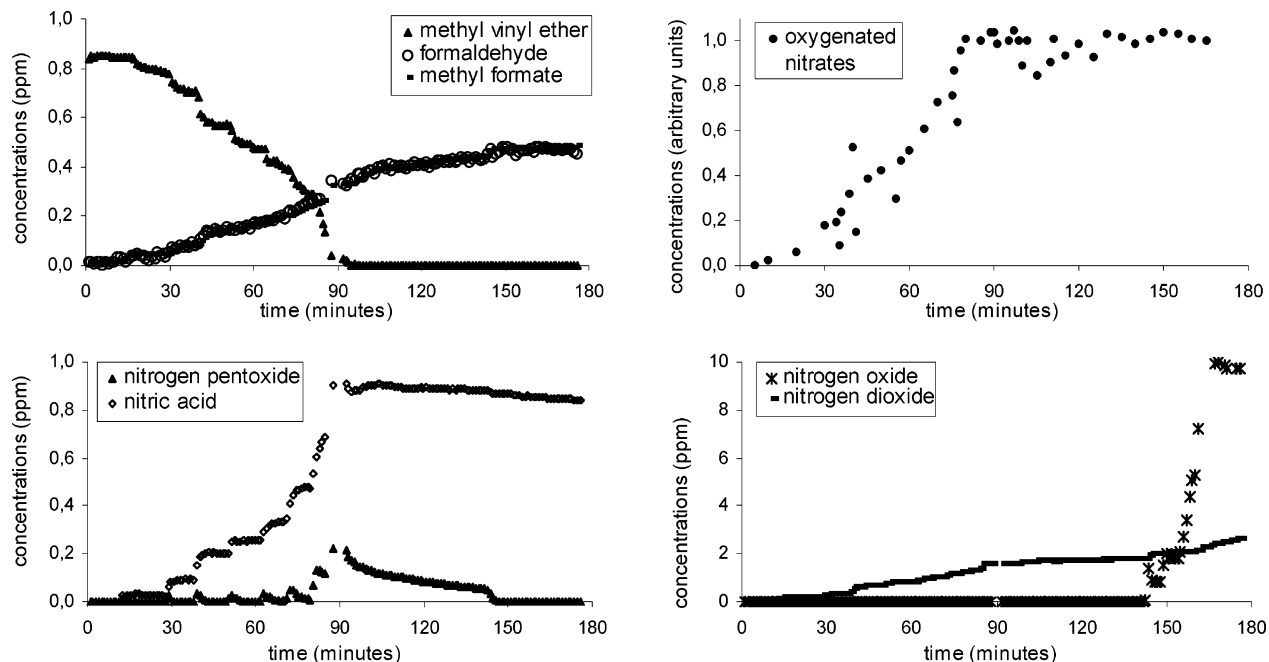 1,0
0,8
0,6
0,4
0,2
0,0
concentrations (ppm)
methyl vinyl ether
formaldehyde
methyl formate
0 30 60 90 120 150 180
time (minutes)
1,0
0,8
0,6
0,4
0,2
0,0
concentrations (arbitrary units)
oxygenated
nitrates
0 30 60 90 120 150 180
time (minutes)
1,0
0,8
0,6
0,4
0,2
0,0
concentrations (ppm)
nitrogen pentoxide
nitric acid
0 30 60 90 120 150 180
time (minutes)
10
8
6
4
2
0
concentrations (ppm)
nitrogen oxide
nitrogen dioxide
0 30 60 90 120 150 180
time (minutes)